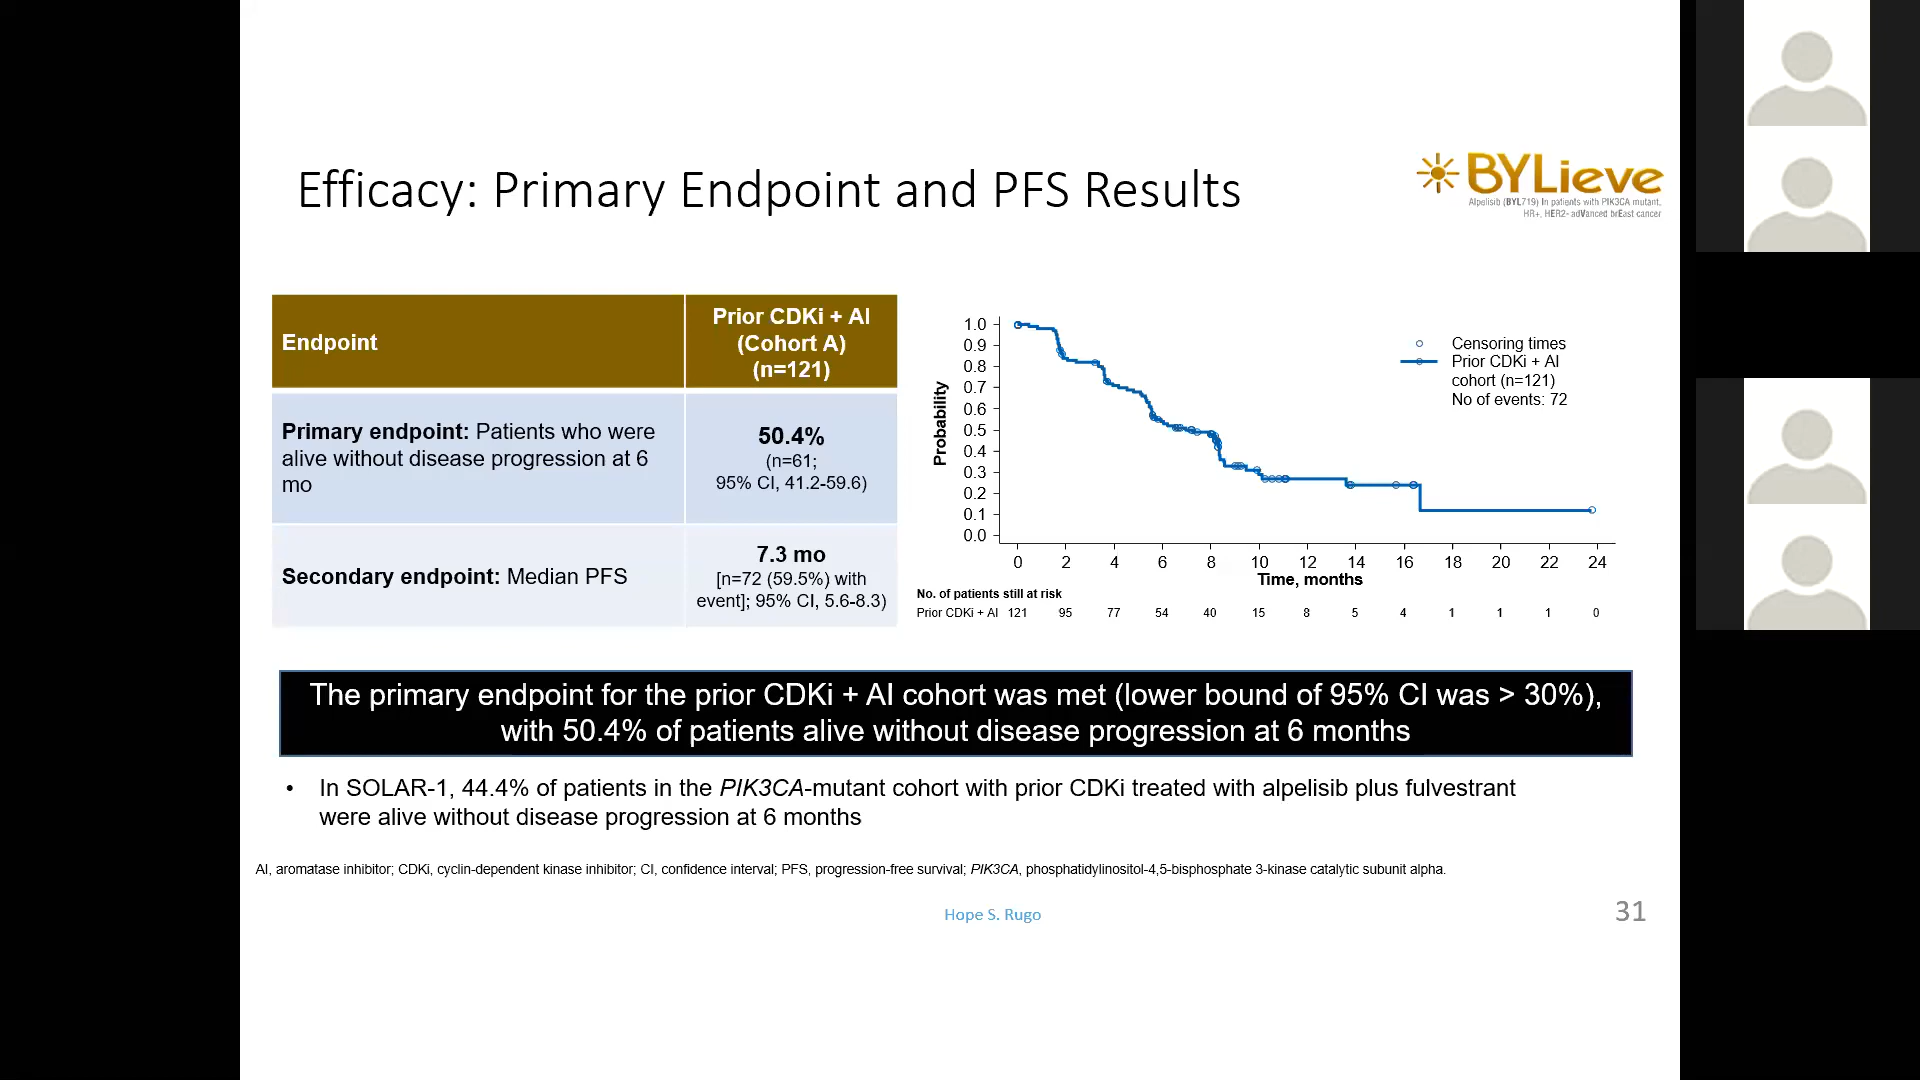 Efficacy: Primary Endpoint and PFS Results
BYLieve
Alpelisib (BYL719) In patients with PIK3CA mutant,
HR+, HER2- adVanced brEast cancer
Endpoint
Prior CDKi + AI
(Cohort A)
(n=121)
Primary endpoint: Patients who were
alive without disease progression at 6
mo
50.4%
(n=61;
95% CI, 41.2-59.6)
Secondary endpoint: Median PFS
7.3 mo
[n=72 (59.5%) with
event]; 95% CI, 5.6-8.3)
Probability
1.0
0.9
0.8
0.7
0.6
0.5
0.4
0.3
0.2
0.1
0.0
Censoring times
Prior CDKi + AI
cohort (n=121)
No of events: 72
0 2 4 6 8 10 12 14 16 18 20 22 24
Time, months
No. of patients still at risk
Prior CDKi + AI 121 95 77 54 40 15 8 5 4 1 1 1 0
The primary endpoint for the prior CDKi + AI cohort was met (lower bound of 95% CI was > 30%),
with 50.4% of patients alive without disease progression at 6 months
• In SOLAR-1, 44.4% of patients in the PIK3CA-mutant cohort with prior CDKi treated with alpelisib plus fulvestrant
were alive without disease progression at 6 months
AI, aromatase inhibitor; CDKi, cyclin-dependent kinase inhibitor; CI, confidence interval; PFS, progression-free survival; PIK3CA, phosphatidylinositol-4,5-bisphosphate 3-kinase catalytic subunit alpha.
Hope S. Rugo
31